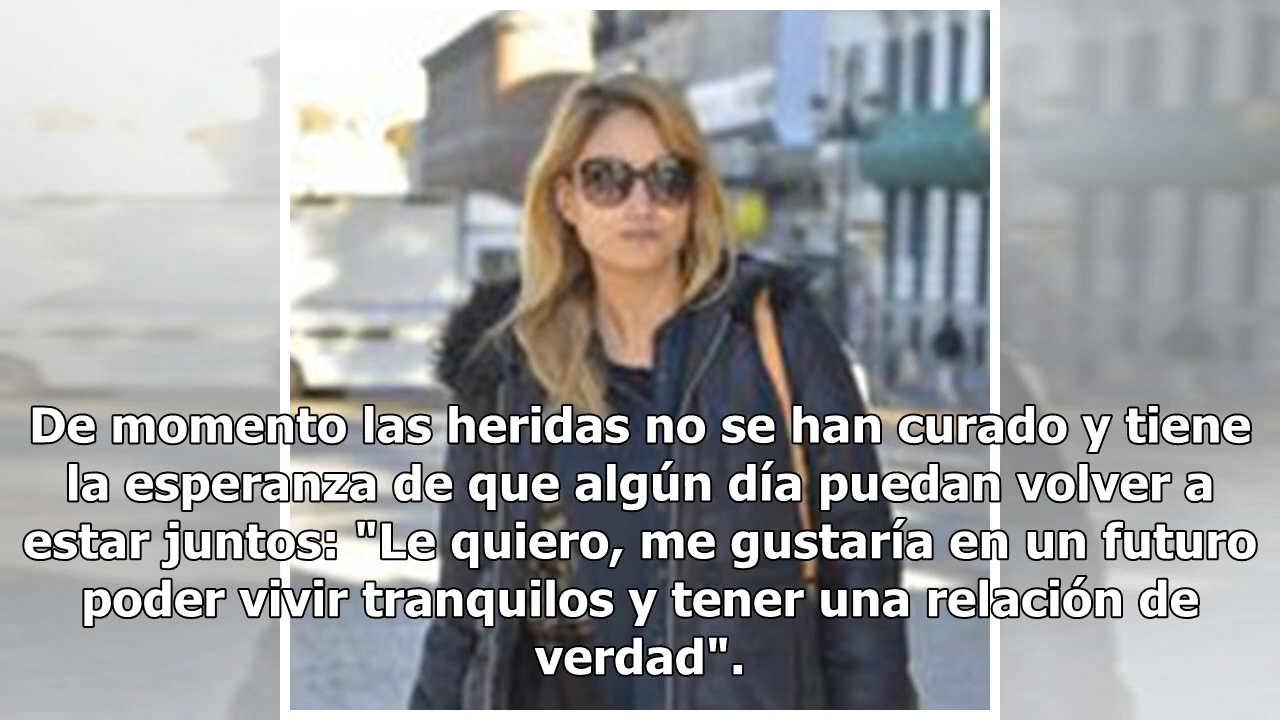 De momento las heridas no se han curado y tiene
la esperanza de que algún día puedan volver a
estar juntos: "Le quiero, me gustaría en un futuro
poder vivir tranquilos y tener una relación de
verdad".